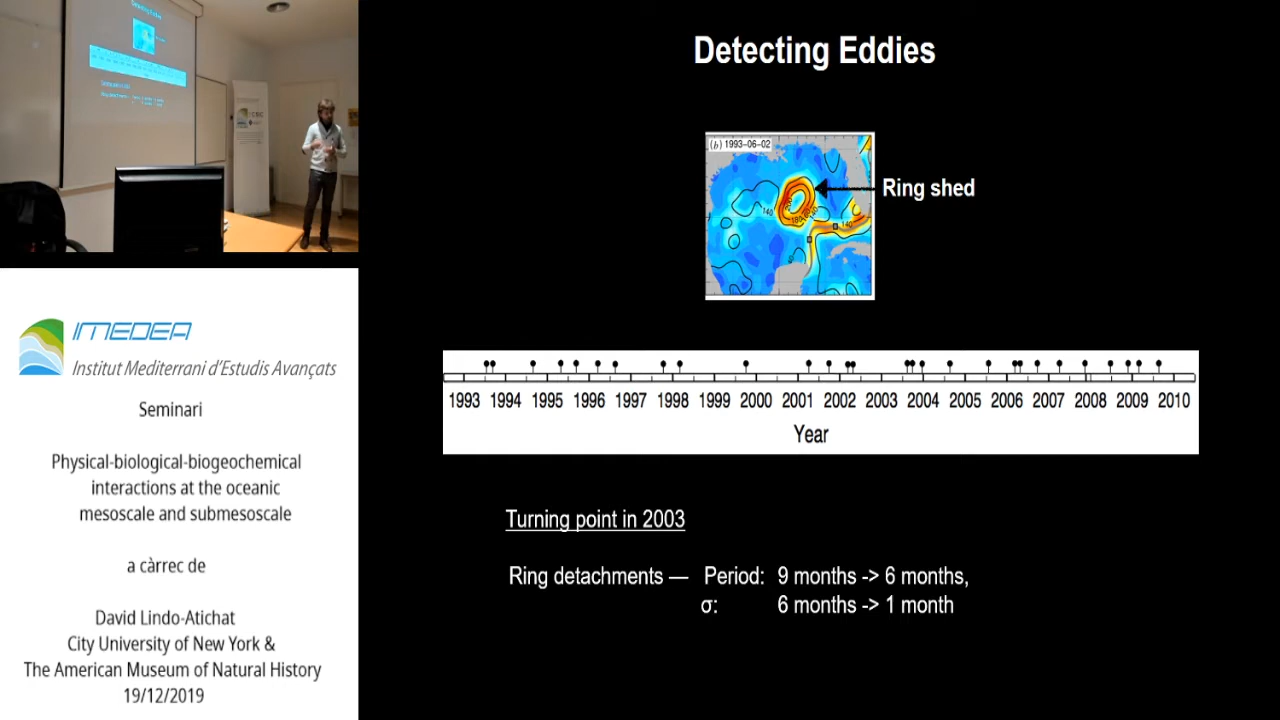 Detecting Eddies
(b) 1993-06-02
Ring shed
140
180
140
140
1993 1994 1995 1996 1997 1998 1999 2000 2001 2002 2003 2004 2005 2006 2007 2008 2009 2010
Year
Turning point in 2003
Ring detachments — Period: 9 months -> 6 months,
σ: 6 months -> 1 month
IMEDEA
Institut Mediterrani d'Estudis Avançats
Seminari
Physical-biological-biogeochemical
interactions at the oceanic
mesoscale and submesoscale
a càrrec de
David Lindo-Atichat
City University of New York &
The American Museum of Natural History
19/12/2019